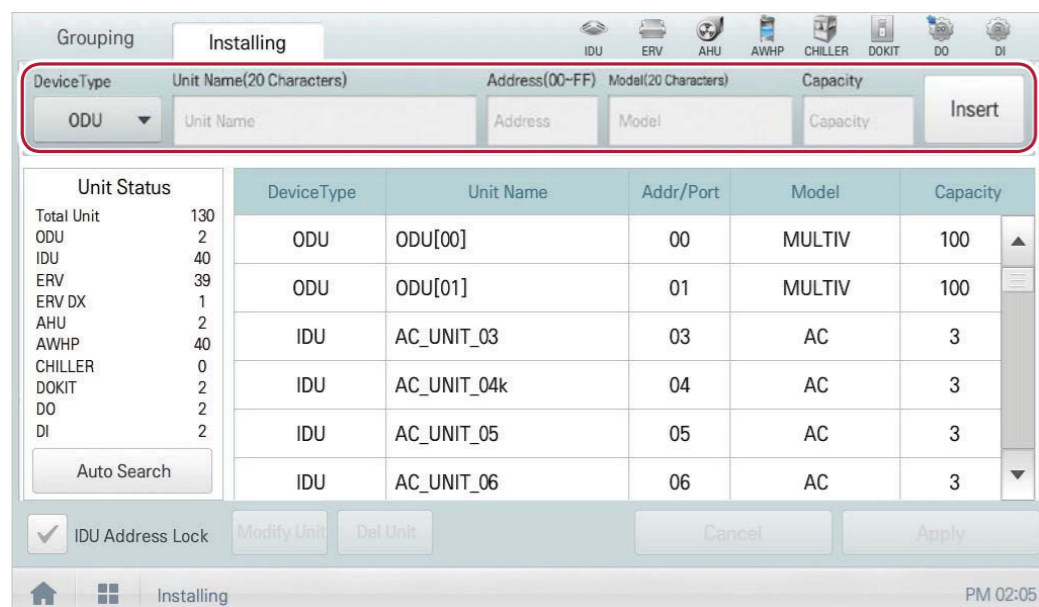 Grouping Installing IDU ERV AHU AWHP CHILLER DOKIT DO DI
DeviceType Unit Name(20 Characters) Address(00~FF) Model(20 Characters) Capacity
ODU Unit Name Address Model Capacity Insert
Unit Status
Total Unit 130
ODU 2
IDU 40
ERV 39
ERV DX 1
AHU 2
AWHP 40
CHILLER 0
DOKIT 2
DO 2
DI 2
Auto Search
DeviceType Unit Name Addr/Port Model Capacity
ODU ODU[00] 00 MULTIV 100
ODU ODU[01] 01 MULTIV 100
IDU AC_UNIT_03 03 AC 3
IDU AC_UNIT_04k 04 AC 3
IDU AC_UNIT_05 05 AC 3
IDU AC_UNIT_06 06 AC 3
IDU Address Lock Modify Unit Del Unit Cancel Apply
Installing PM 02:05